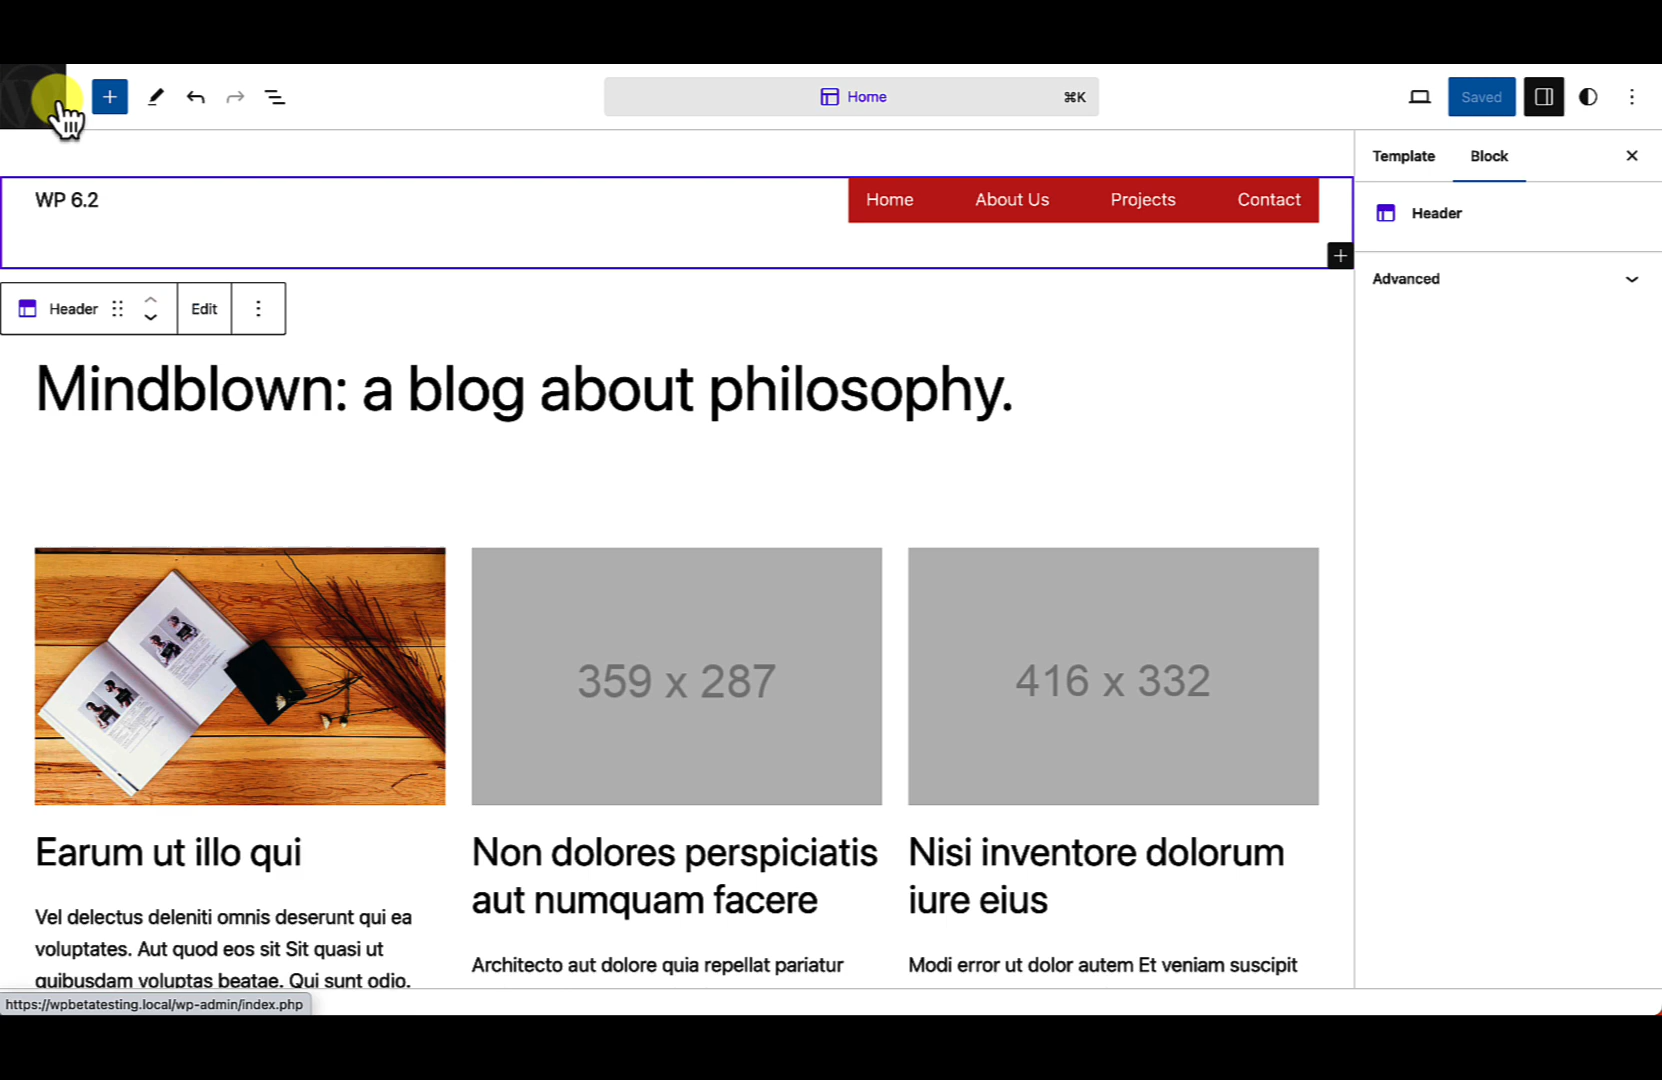 Home
⌘K
Saved
Template
Block
WP 6.2
Home
About Us
Projects
Contact
Header
Advanced
Header
Edit
Mindblown: a blog about philosophy.
359 x 287
416 x 332
Earum ut illo qui
Vel delectus deleniti omnis deserunt qui ea
voluptates. Aut quod eos sit Sit quasi ut
quibusdam voluptas beatae. Qui sunt odio.
Non dolores perspiciatis
aut numquam facere
Architecto aut dolore quia repellat pariatur
Nisi inventore dolorum
iure eius
Modi error ut dolor autem Et veniam suscipit
https://wpbetatesting.local/wp-admin/index.php